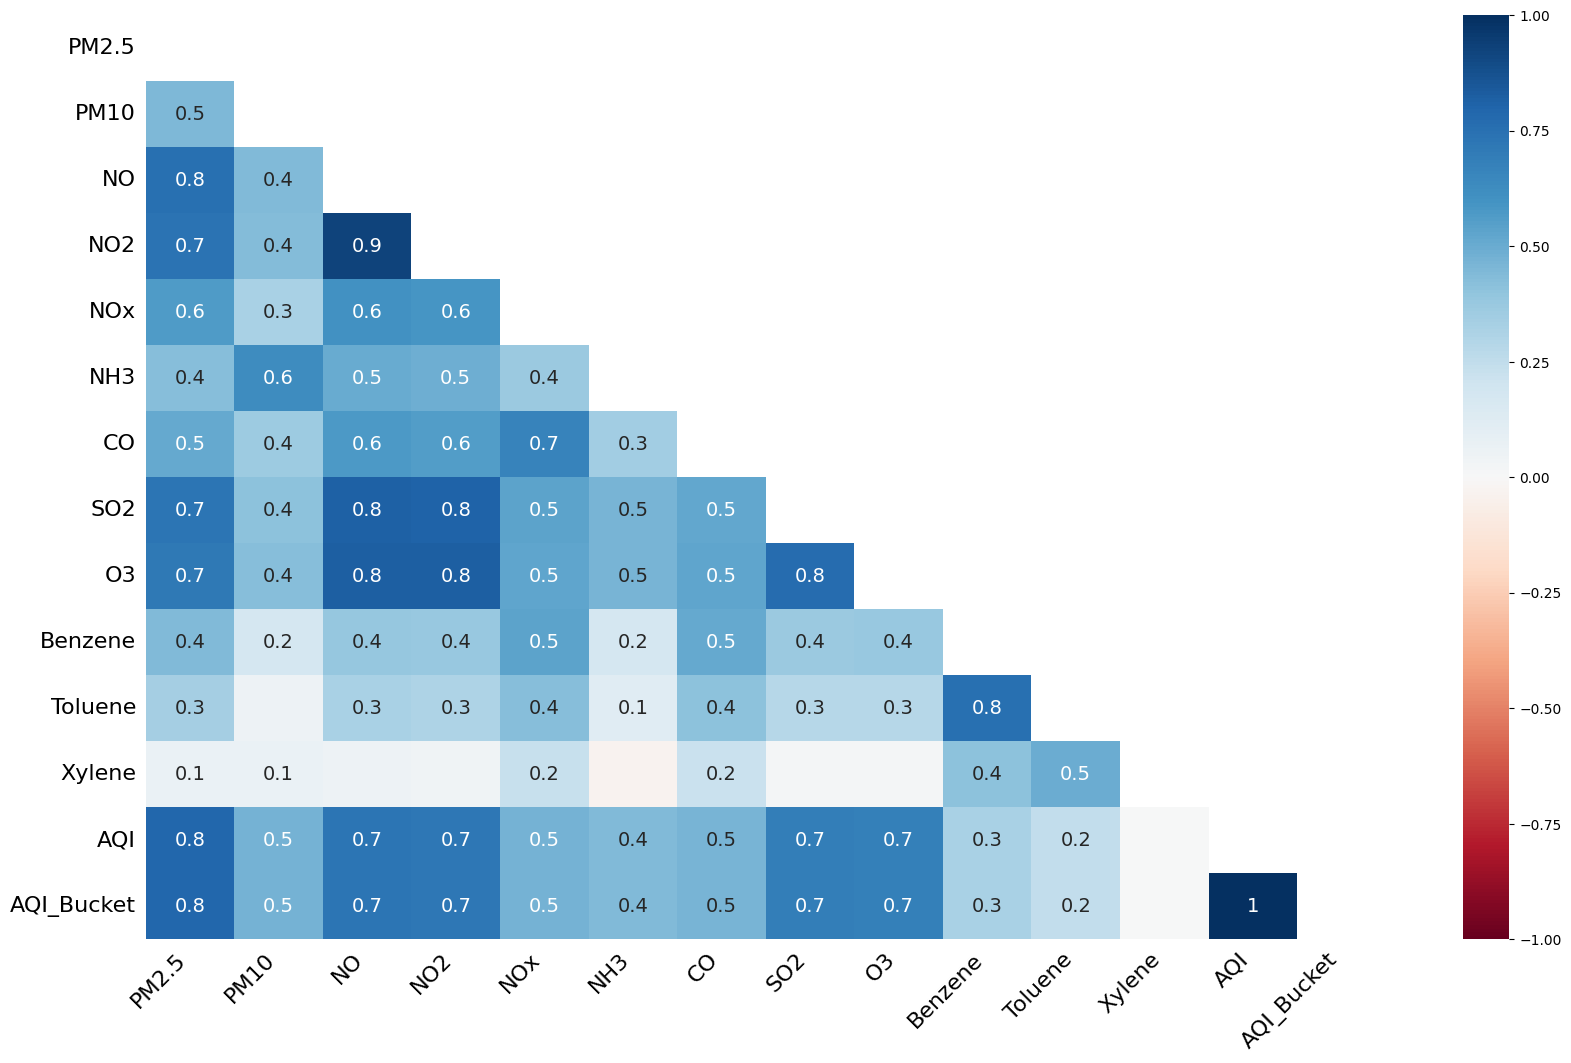 PM2.5
PM10 0.5
NO 0.8 0.4
NO2 0.7 0.4 0.9
NOx 0.6 0.3 0.6 0.6
NH3 0.4 0.6 0.5 0.5 0.4
CO 0.5 0.4 0.6 0.6 0.7 0.3
SO2 0.7 0.4 0.8 0.8 0.5 0.5 0.5
O3 0.7 0.4 0.8 0.8 0.5 0.5 0.5 0.8
Benzene 0.4 0.2 0.4 0.4 0.5 0.2 0.5 0.4 0.4
Toluene 0.3 0.3 0.3 0.4 0.1 0.4 0.3 0.3 0.8
Xylene 0.1 0.1 0.2 0.2 0.4 0.5
AQI 0.8 0.5 0.7 0.7 0.5 0.4 0.5 0.7 0.7 0.3 0.2
AQI_Bucket 0.8 0.5 0.7 0.7 0.5 0.4 0.5 0.7 0.7 0.3 0.2 1
PM2.5 PM10 NO NO2 NOx NH3 CO SO2 O3 Benzene Toluene Xylene AQI AQI_Bucket
1.00
0.75
0.50
0.25
0.00
−0.25
−0.50
−0.75
−1.00